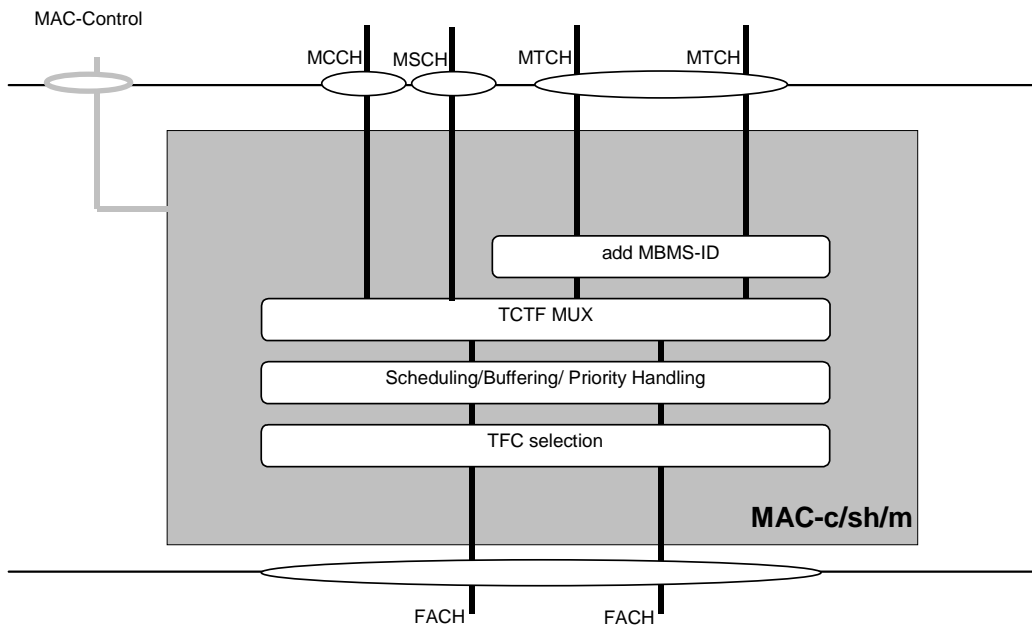 MAC-Control
MCCH
MSCH
MTCH
MTCH
add MBMS-ID
TCTF MUX
Scheduling/Buffering/ Priority Handling
TFC selection
MAC-c/sh/m
FACH
FACH